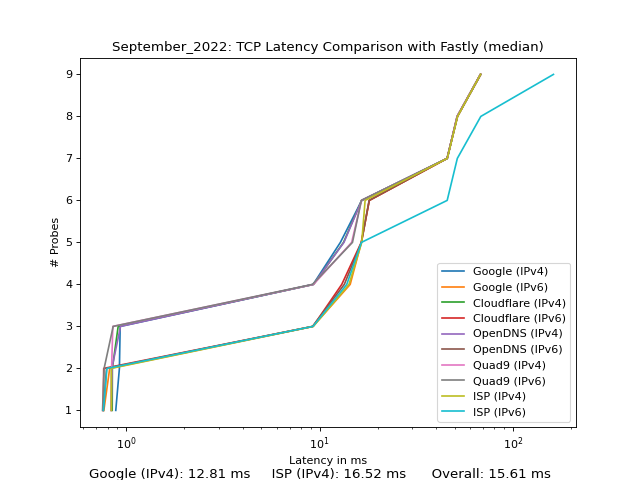 September_2022: TCP Latency Comparison with Fastly (median)
9
8
7
6
5
4
3
2
1
# Probes
Google (IPv4)
Google (IPv6)
Cloudflare (IPv4)
Cloudflare (IPv6)
OpenDNS (IPv4)
OpenDNS (IPv6)
Quad9 (IPv4)
Quad9 (IPv6)
ISP (IPv4)
ISP (IPv6)
10⁰ 10¹ 10²
Latency in ms
Google (IPv4): 12.81 ms ISP (IPv4): 16.52 ms Overall: 15.61 ms